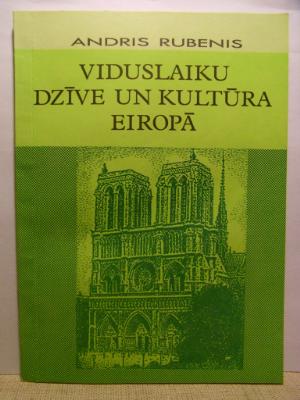 ANDRIS RUBENIS
VIDUSLAIKU
DZĪVE UN KULTŪRA
EIROPĀ